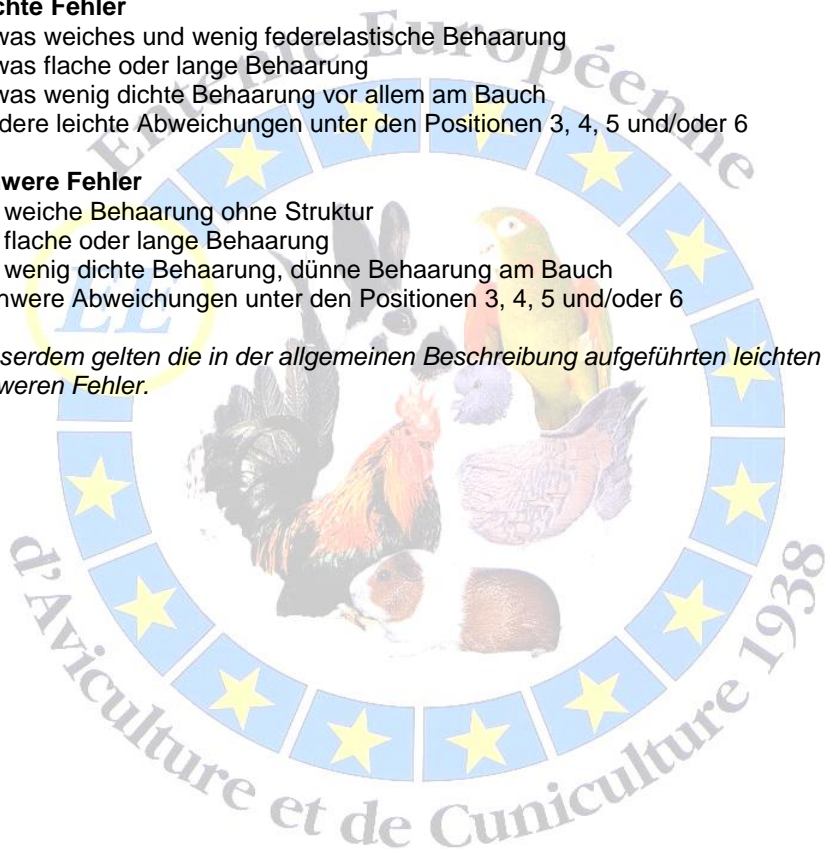 chte Fehler
was weiches und wenig federelastische Behaarung
was flache oder lange Behaarung
was wenig dichte Behaarung vor allem am Bauch
dere leichte Abweichungen unter den Positionen 3, 4, 5 und/oder 6
were Fehler
weiche Behaarung ohne Struktur
flache oder lange Behaarung
wenig dichte Behaarung, dünne Behaarung am Bauch
were Abweichungen unter den Positionen 3, 4, 5 und/oder 6
serdem gelten die in der allgemeinen Beschreibung aufgeführten leichten
weren Fehler.
Entente Européenne
EE
d'Aviculture et de Cuniculture 1938